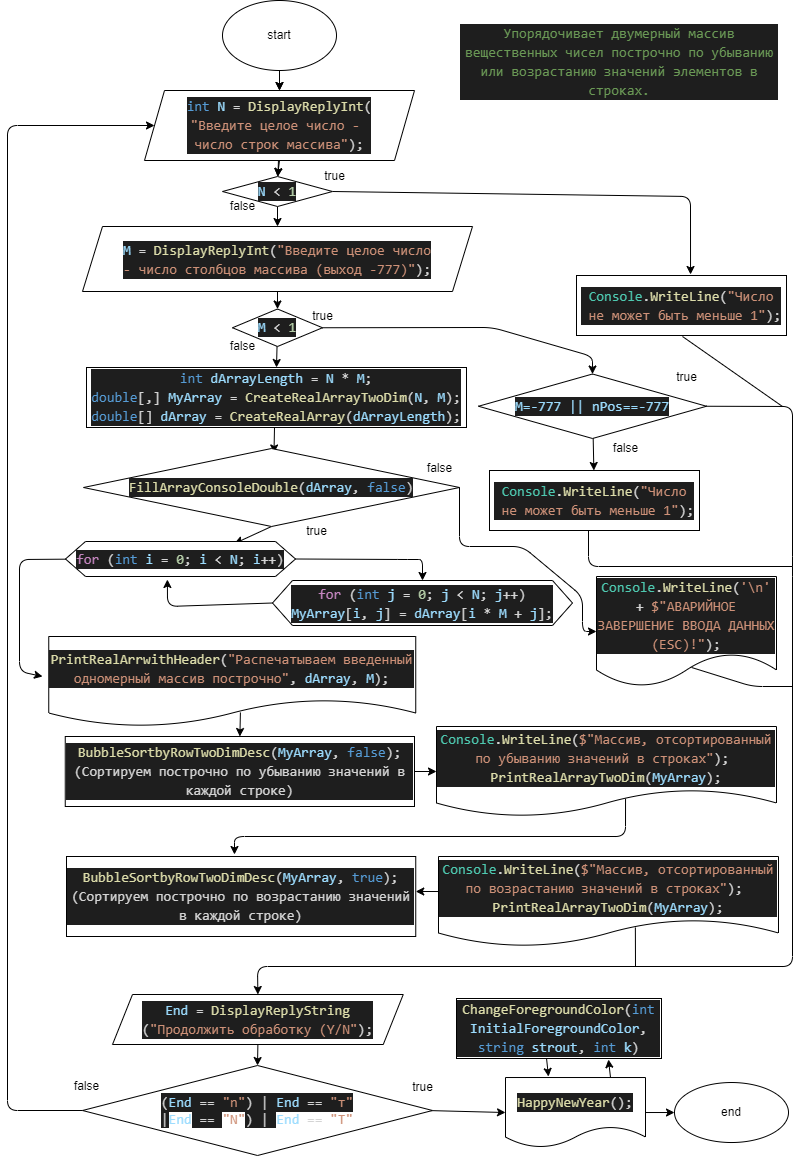 start
Упорядочивает двумерный массив
вещественных чисел построчно по убыванию
или возрастанию значений элементов в
строках.
int N = DisplayReplyInt(
"Введите целое число -
число строк массива");
true
N < 1
false
M = DisplayReplyInt("Введите целое число
- число столбцов массива (выход -777)");
Console.WriteLine("Число
не может быть меньше 1");
true
M < 1
false
int dArrayLength = N * M;
double[,] MyArray = CreateRealArrayTwoDim(N, M);
double[] dArray = CreateRealArray(dArrayLength);
true
M=-777 || nPos==-777
false
false
FillArrayConsoleDouble(dArray, false)
true
Console.WriteLine("Число
не может быть меньше 1");
for (int i = 0; i < N; i++)
for (int j = 0; j < N; j++)
MyArray[i, j] = dArray[i * M + j];
Console.WriteLine('\n'
+ $"АВАРИЙНОЕ
ЗАВЕРШЕНИЕ ВВОДА ДАННЫХ
(ESC)!");
PrintRealArrwithHeader("Распечатываем введенный
одномерный массив построчно", dArray, M);
BubbleSortbyRowTwoDimDesc(MyArray, false);
(Сортируем построчно по убыванию значений в
каждой строке)
Console.WriteLine($"Массив, отсортированный
по убыванию значений в строках");
PrintRealArrayTwoDim(MyArray);
BubbleSortbyRowTwoDimDesc(MyArray, true);
(Сортируем построчно по возрастанию значений
в каждой строке)
Console.WriteLine($"Массив, отсортированный
по возрастанию значений в строках");
PrintRealArrayTwoDim(MyArray);
End = DisplayReplyString
("Продолжить обработку (Y/N");
ChangeForegroundColor(int
InitialForegroundColor,
string strout, int k)
false
true
(End == "n") | End == "т"
|End == "N") | End == "Т"
HappyNewYear();
end